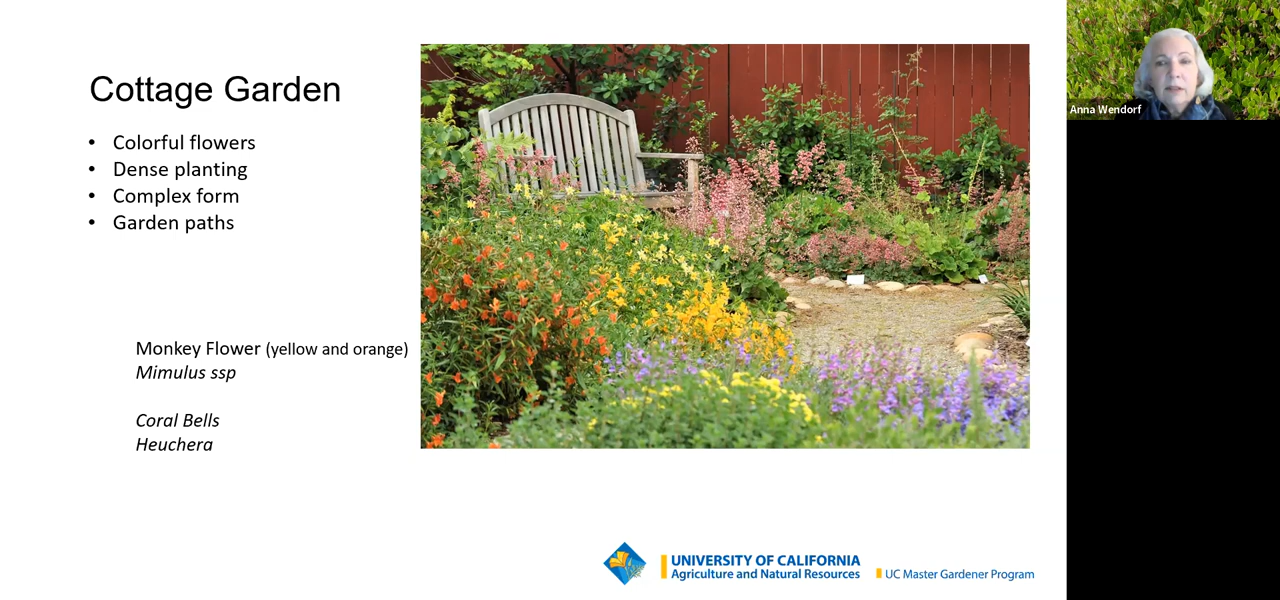 Cottage Garden
• Colorful flowers
• Dense planting
• Complex form
• Garden paths
Monkey Flower (yellow and orange)
Mimulus ssp
Coral Bells
Heuchera
UNIVERSITY OF CALIFORNIA
Agriculture and Natural Resources
UC Master Gardener Program
Anna Wendorf